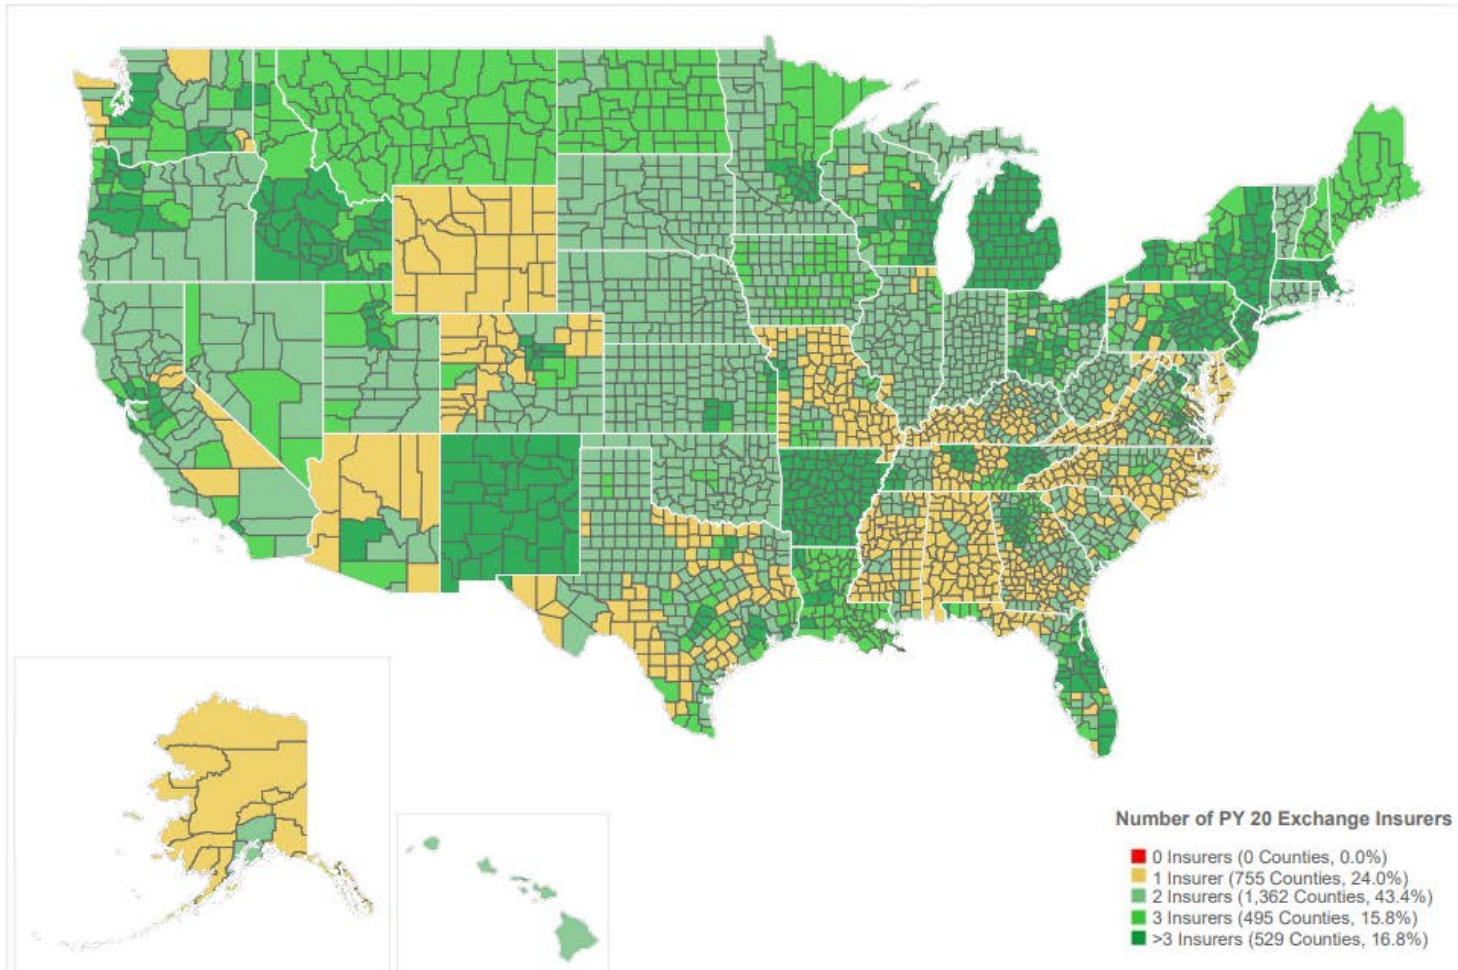 Number of PY 20 Exchange Insurers
0 Insurers (0 Counties, 0.0%)
1 Insurer (755 Counties, 24.0%)
2 Insurers (1,362 Counties, 43.4%)
3 Insurers (495 Counties, 15.8%)
>3 Insurers (529 Counties, 16.8%)